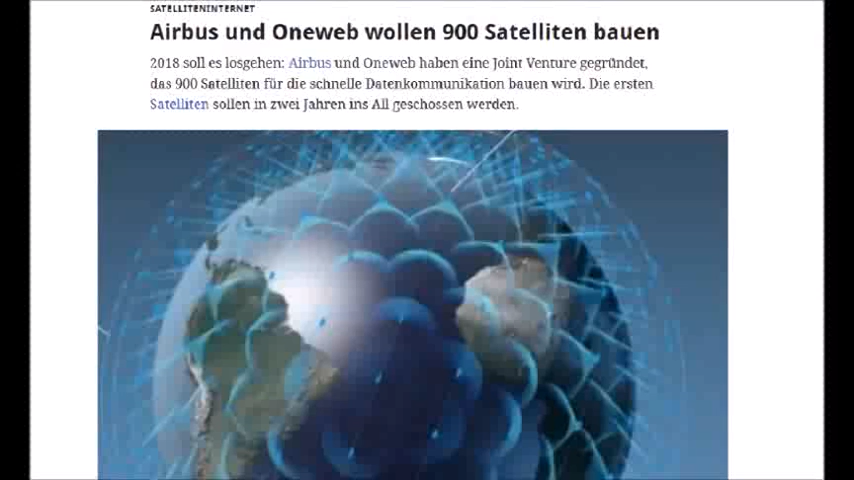 SATELLITENINTERNET
Airbus und Oneweb wollen 900 Satelliten bauen
2018 soll es losgehen: Airbus und Oneweb haben eine Joint Venture gegründet,
das 900 Satelliten für die schnelle Datenkommunikation bauen wird. Die ersten
Satelliten sollen in zwei Jahren ins All geschossen werden.